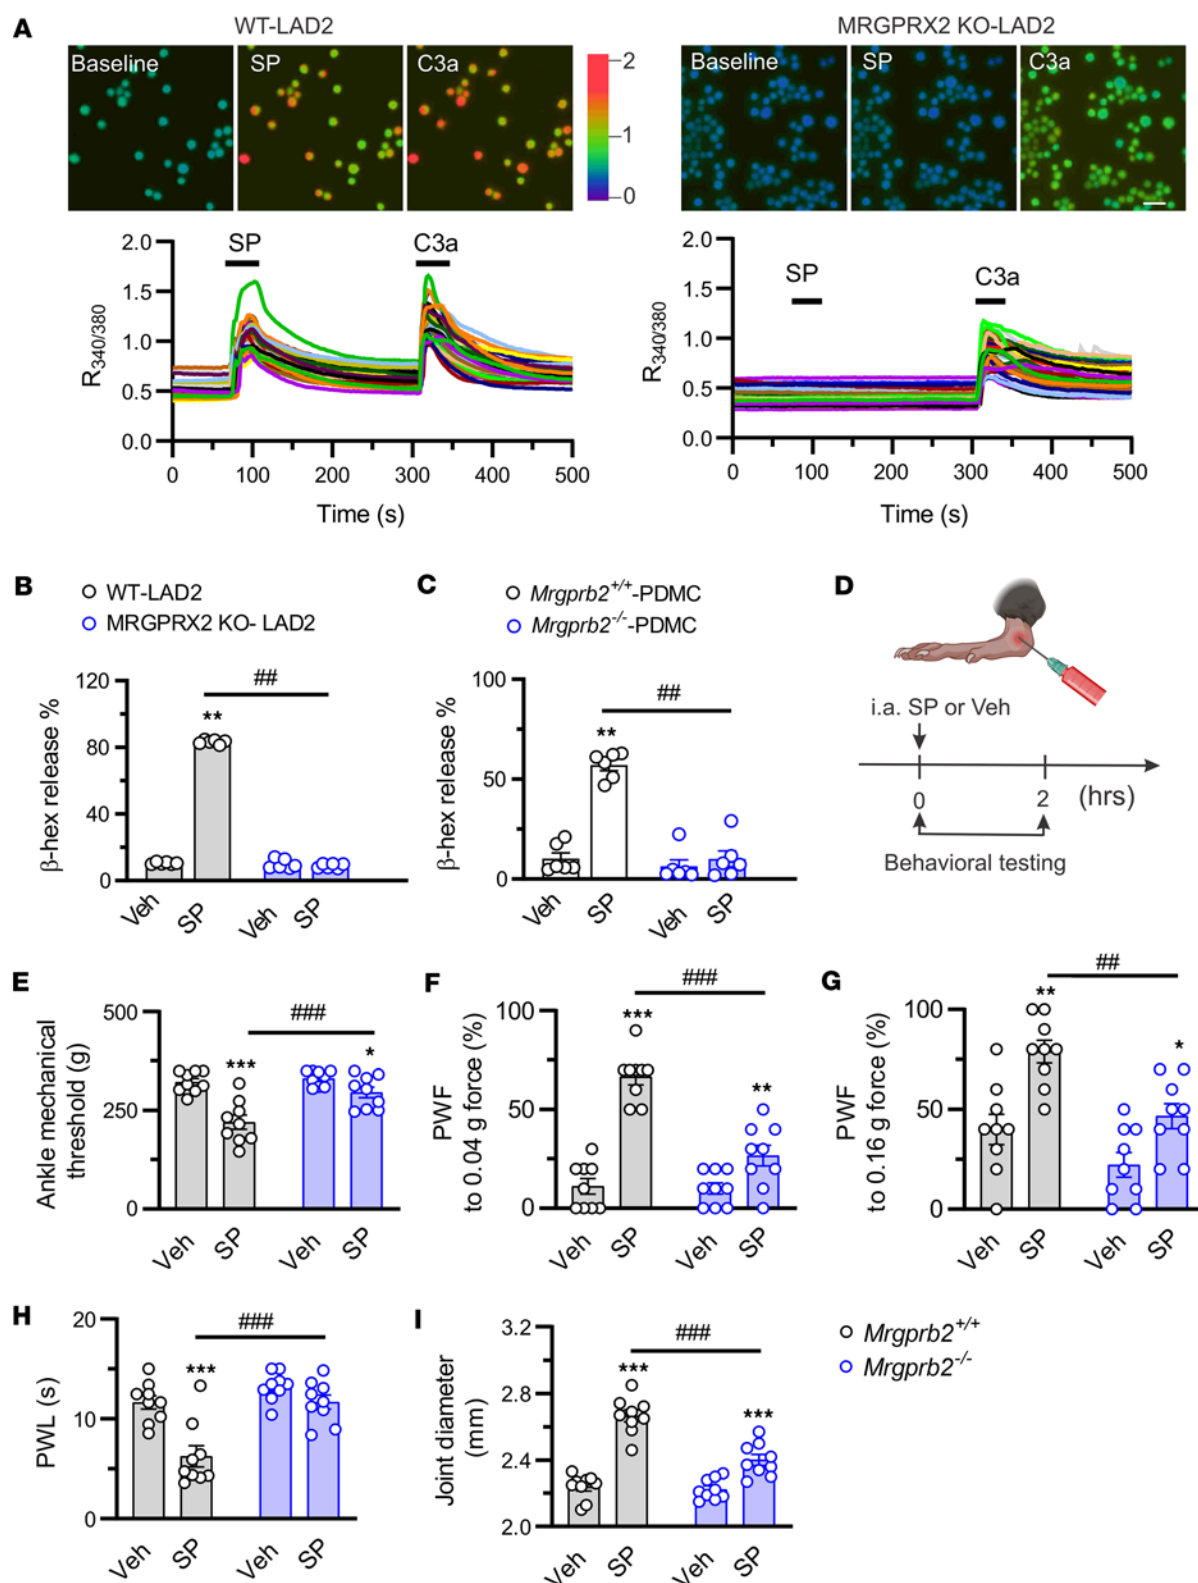 A
WT-LAD2
MRGPRX2 KO-LAD2
Baseline
SP
C3a
2
1
0
Baseline
SP
C3a
2.0
1.5
1.0
0.5
0.0
R340/380
SP
C3a
0
100
200
300
400
500
Time (s)
2.0
1.5
1.0
0.5
0.0
R340/380
SP
C3a
0
100
200
300
400
500
Time (s)
B
WT-LAD2
MRGPRX2 KO- LAD2
β-hex release %
120
80
40
0
**
##
Veh
SP
Veh
SP
C
Mrgprb2+/+-PDMC
Mrgprb2-/--PDMC
β-hex release %
100
50
0
**
##
Veh
SP
Veh
SP
D
i.a. SP or Veh
0
2
(hrs)
Behavioral testing
E
Ankle mechanical
threshold (g)
500
250
0
***
###
*
Veh
SP
Veh
SP
F
PWF
to 0.04 g force (%)
100
50
0
***
###
**
Veh
SP
Veh
SP
G
PWF
to 0.16 g force (%)
100
50
0
**
##
*
Veh
SP
Veh
SP
H
PWL (s)
20
10
0
***
###
Veh
SP
Veh
SP
I
Joint diameter
(mm)
3.2
2.8
2.4
2.0
***
###
***
Veh
SP
Veh
SP
Mrgprb2+/+
Mrgprb2-/-